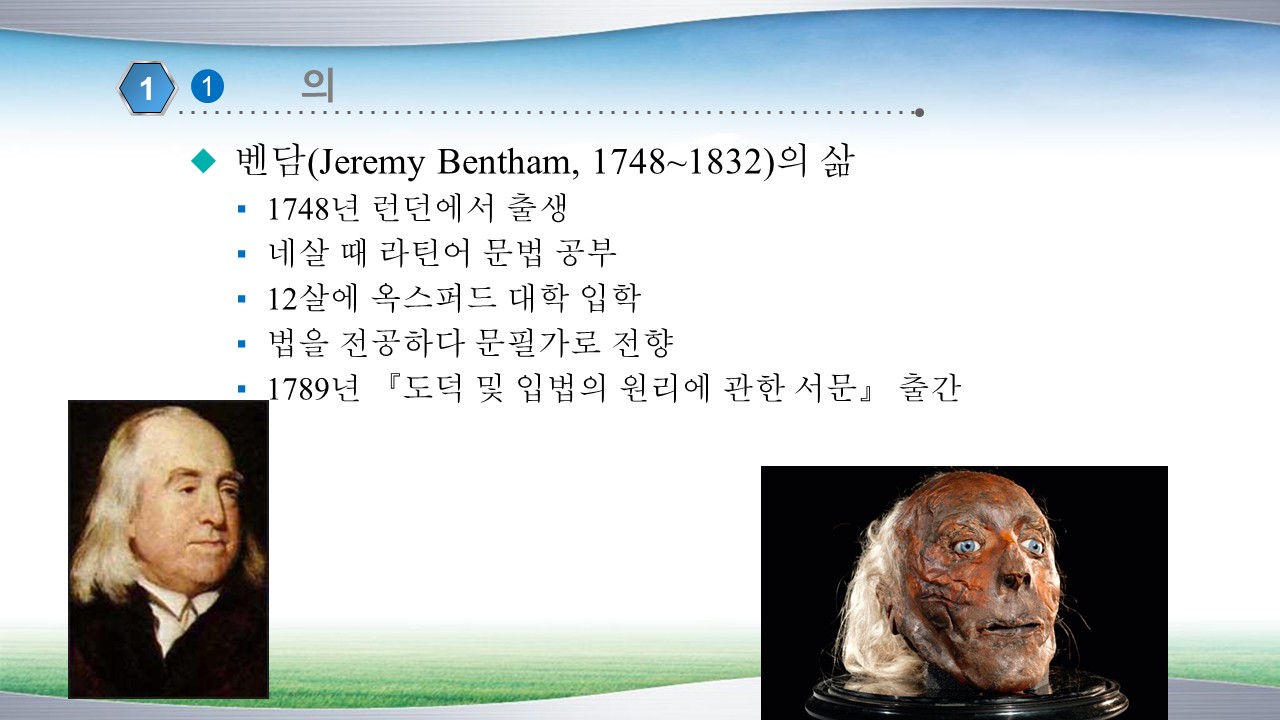 1 1 의
벤담(Jeremy Bentham, 1748~1832)의 삶
1748년 런던에서 출생
네살 때 라틴어 문법 공부
12살에 옥스퍼드 대학 입학
법을 전공하다 문필가로 전향
1789년 『도덕 및 입법의 원리에 관한 서문』 출간